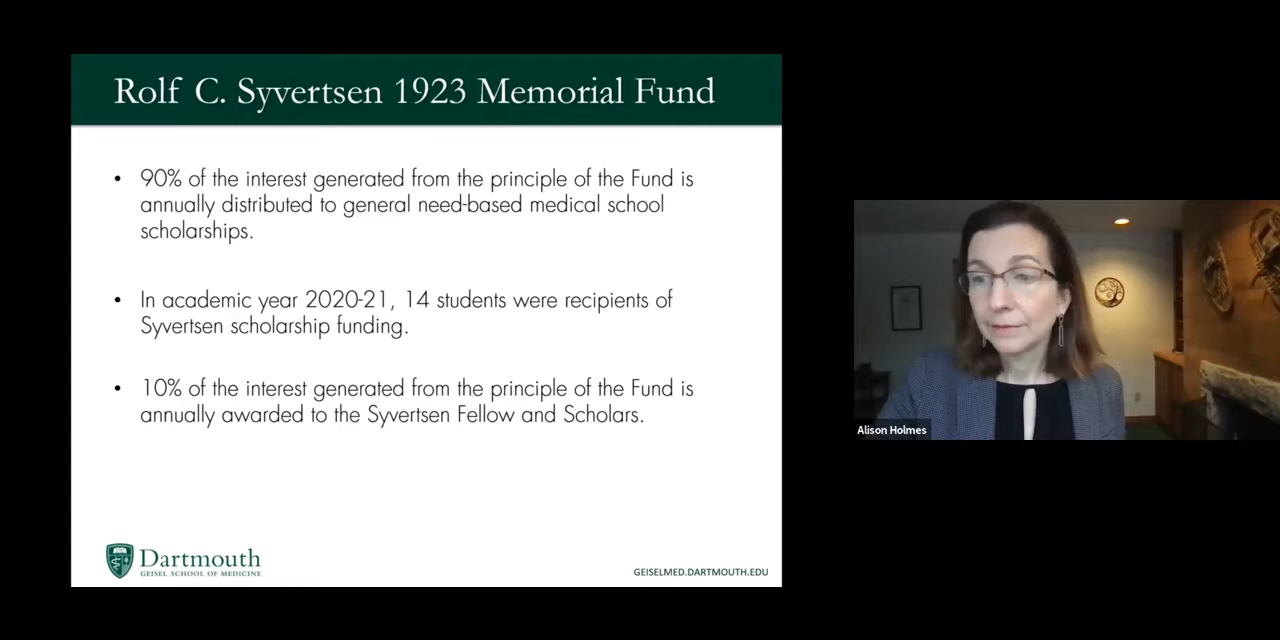 Rolf C. Syvertsen 1923 Memorial Fund
• 90% of the interest generated from the principle of the Fund is
annually distributed to general need-based medical school
scholarships.
• In academic year 2020-21, 14 students were recipients of
Syvertsen scholarship funding.
• 10% of the interest generated from the principle of the Fund is
annually awarded to the Syvertsen Fellow and Scholars.
Dartmouth
GEISEL SCHOOL OF MEDICINE
GEISELMED.DARTMOUTH.EDU
Alison Holmes